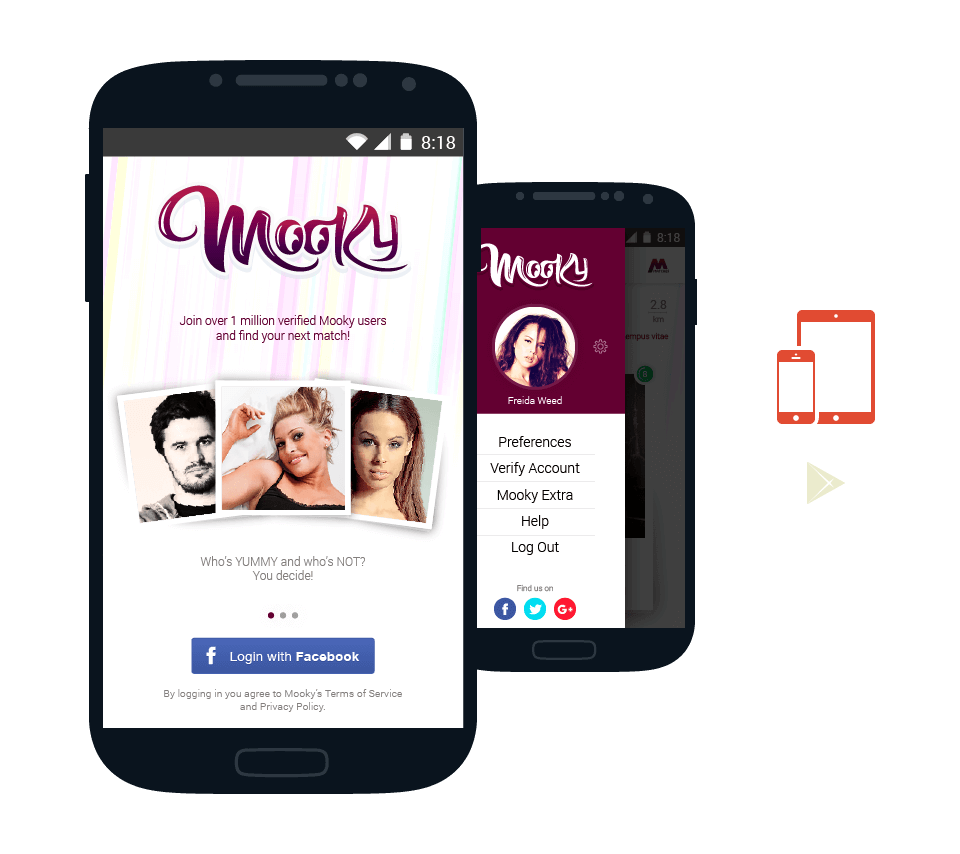 8:18
Mooky
Join over 1 million verified Mooky users
and find your next match!
Who's YUMMY and who's NOT?
You decide!
f Login with Facebook
By logging in you agree to Mooky's Terms of Service
and Privacy Policy.
8:18
Mooky
M
2.8
km
empus vitae
0
Freida Weed
Preferences
Verify Account
Mooky Extra
Help
Log Out
Find us on
f G+